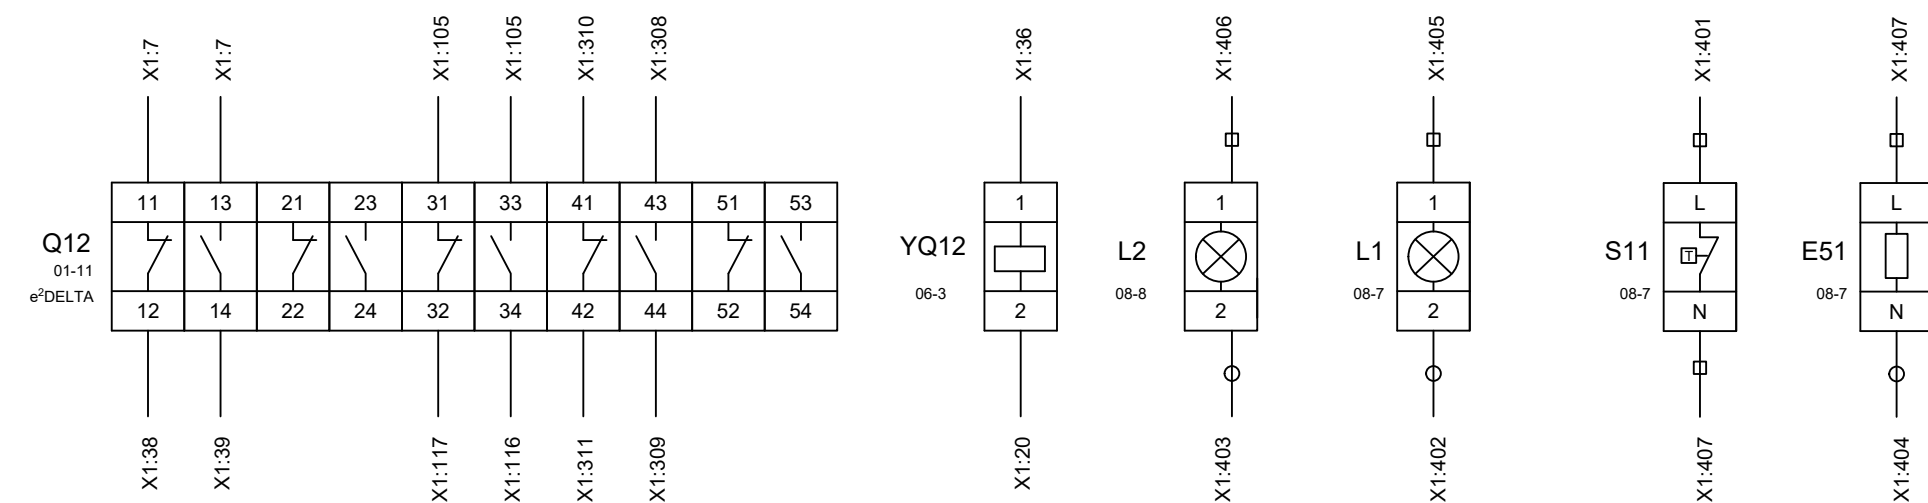 X1:7 X1:7 X1:105 X1:105 X1:310 X1:308 X1:36 X1:406 X1:405 X1:401 X1:407
11 13 21 23 31 33 41 43 51 53 1 1 1 L L
Q12 YQ12 L2 L1 S11 T E51
01-11 06-3 08-8 08-7 08-7 08-7
e²DELTA
12 14 22 24 32 34 42 44 52 54 2 2 2 N N
X1:38 X1:39 X1:117 X1:116 X1:311 X1:309 X1:20 X1:403 X1:402 X1:407 X1:404